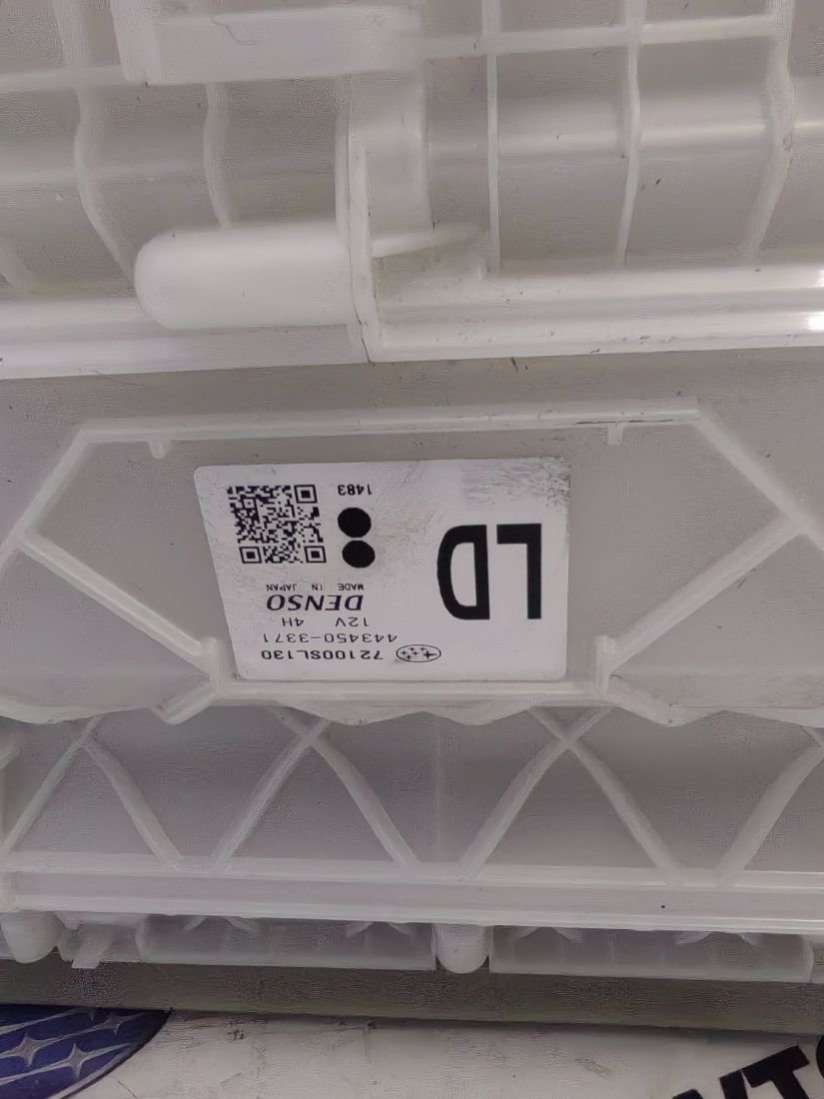 72100SL130
443450-3371
12V 4H
DENSO
MADE IN JAPAN
1483
LD